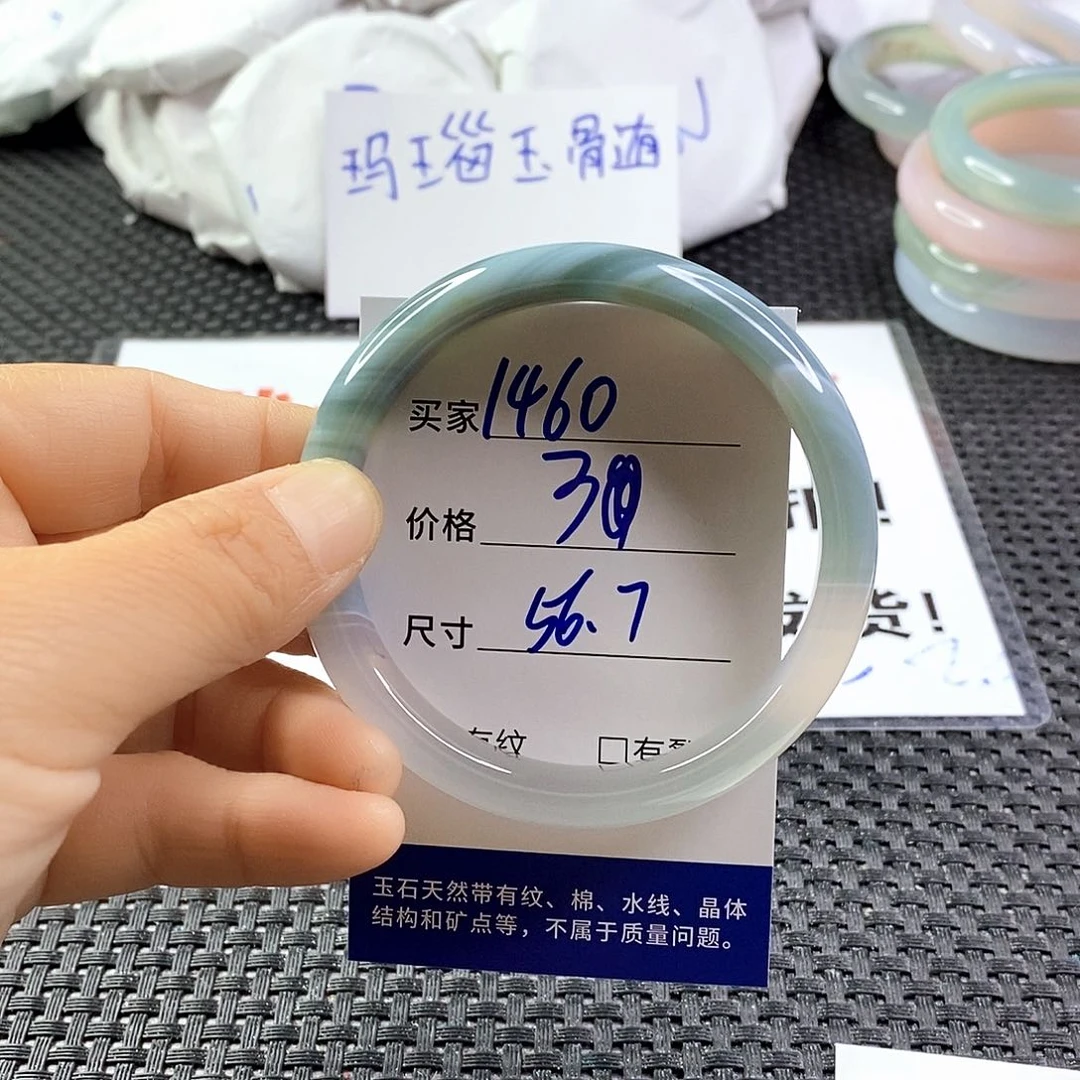 玛瑙玉骨髓
买家 1460
价格
尺寸 56.7
有纹 □有裂
货!
玉石天然带有纹、棉、水线、晶体
结构和矿点等，不属于质量问题。